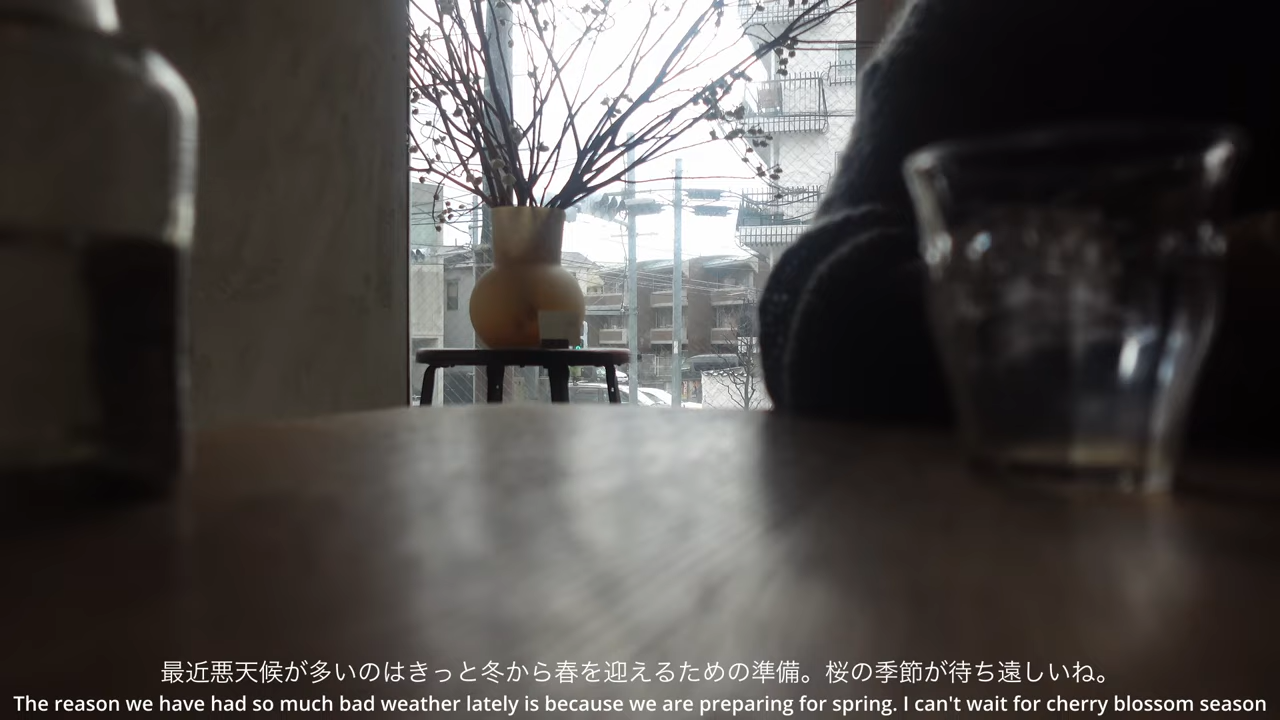 最近悪天候が多いのはきっと冬から春を迎えるための準備。桜の季節が待ち遠しいね。
The reason we have had so much bad weather lately is because we are preparing for spring. I can't wait for cherry blossom season